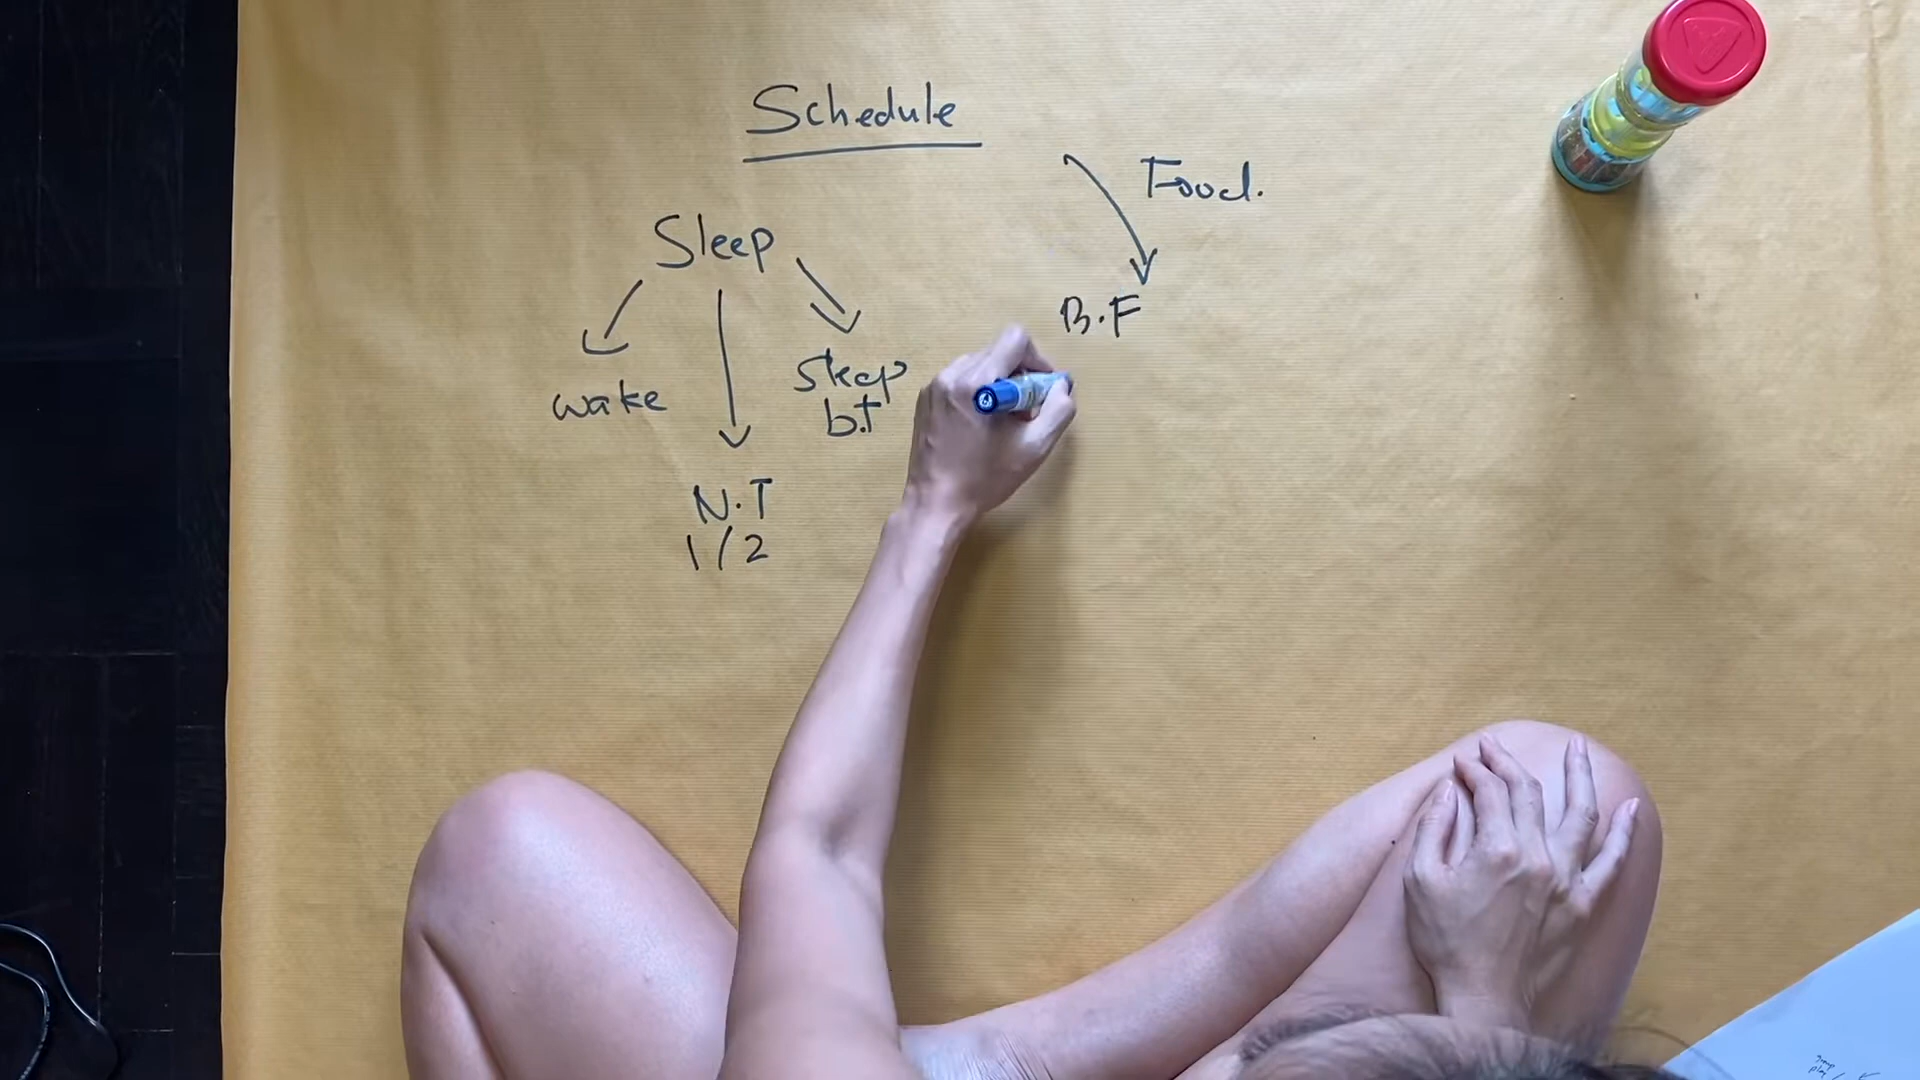 Schedule
Food.
Sleep
B.F
wake
sleep
b.t
N.T
1/2